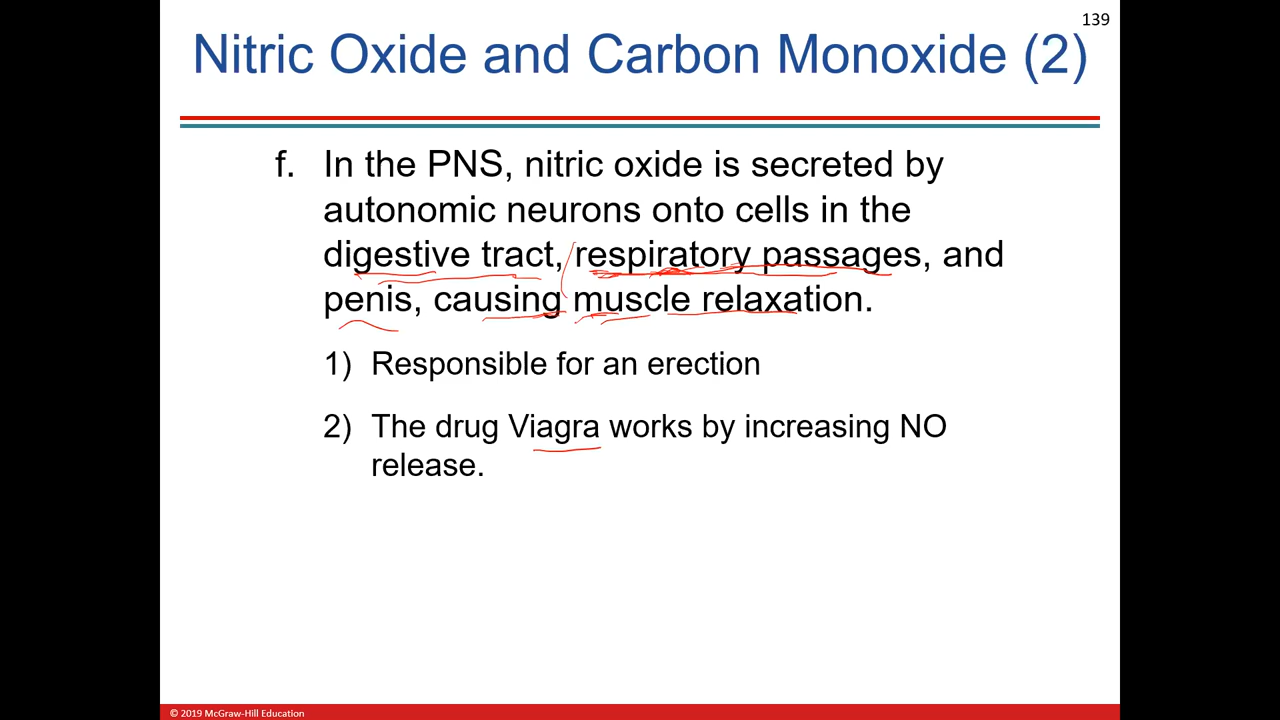 139
Nitric Oxide and Carbon Monoxide (2)
f. In the PNS, nitric oxide is secreted by
autonomic neurons onto cells in the
digestive tract, respiratory passages, and
penis, causing muscle relaxation.
1) Responsible for an erection
2) The drug Viagra works by increasing NO
release.
© 2019 McGraw-Hill Education